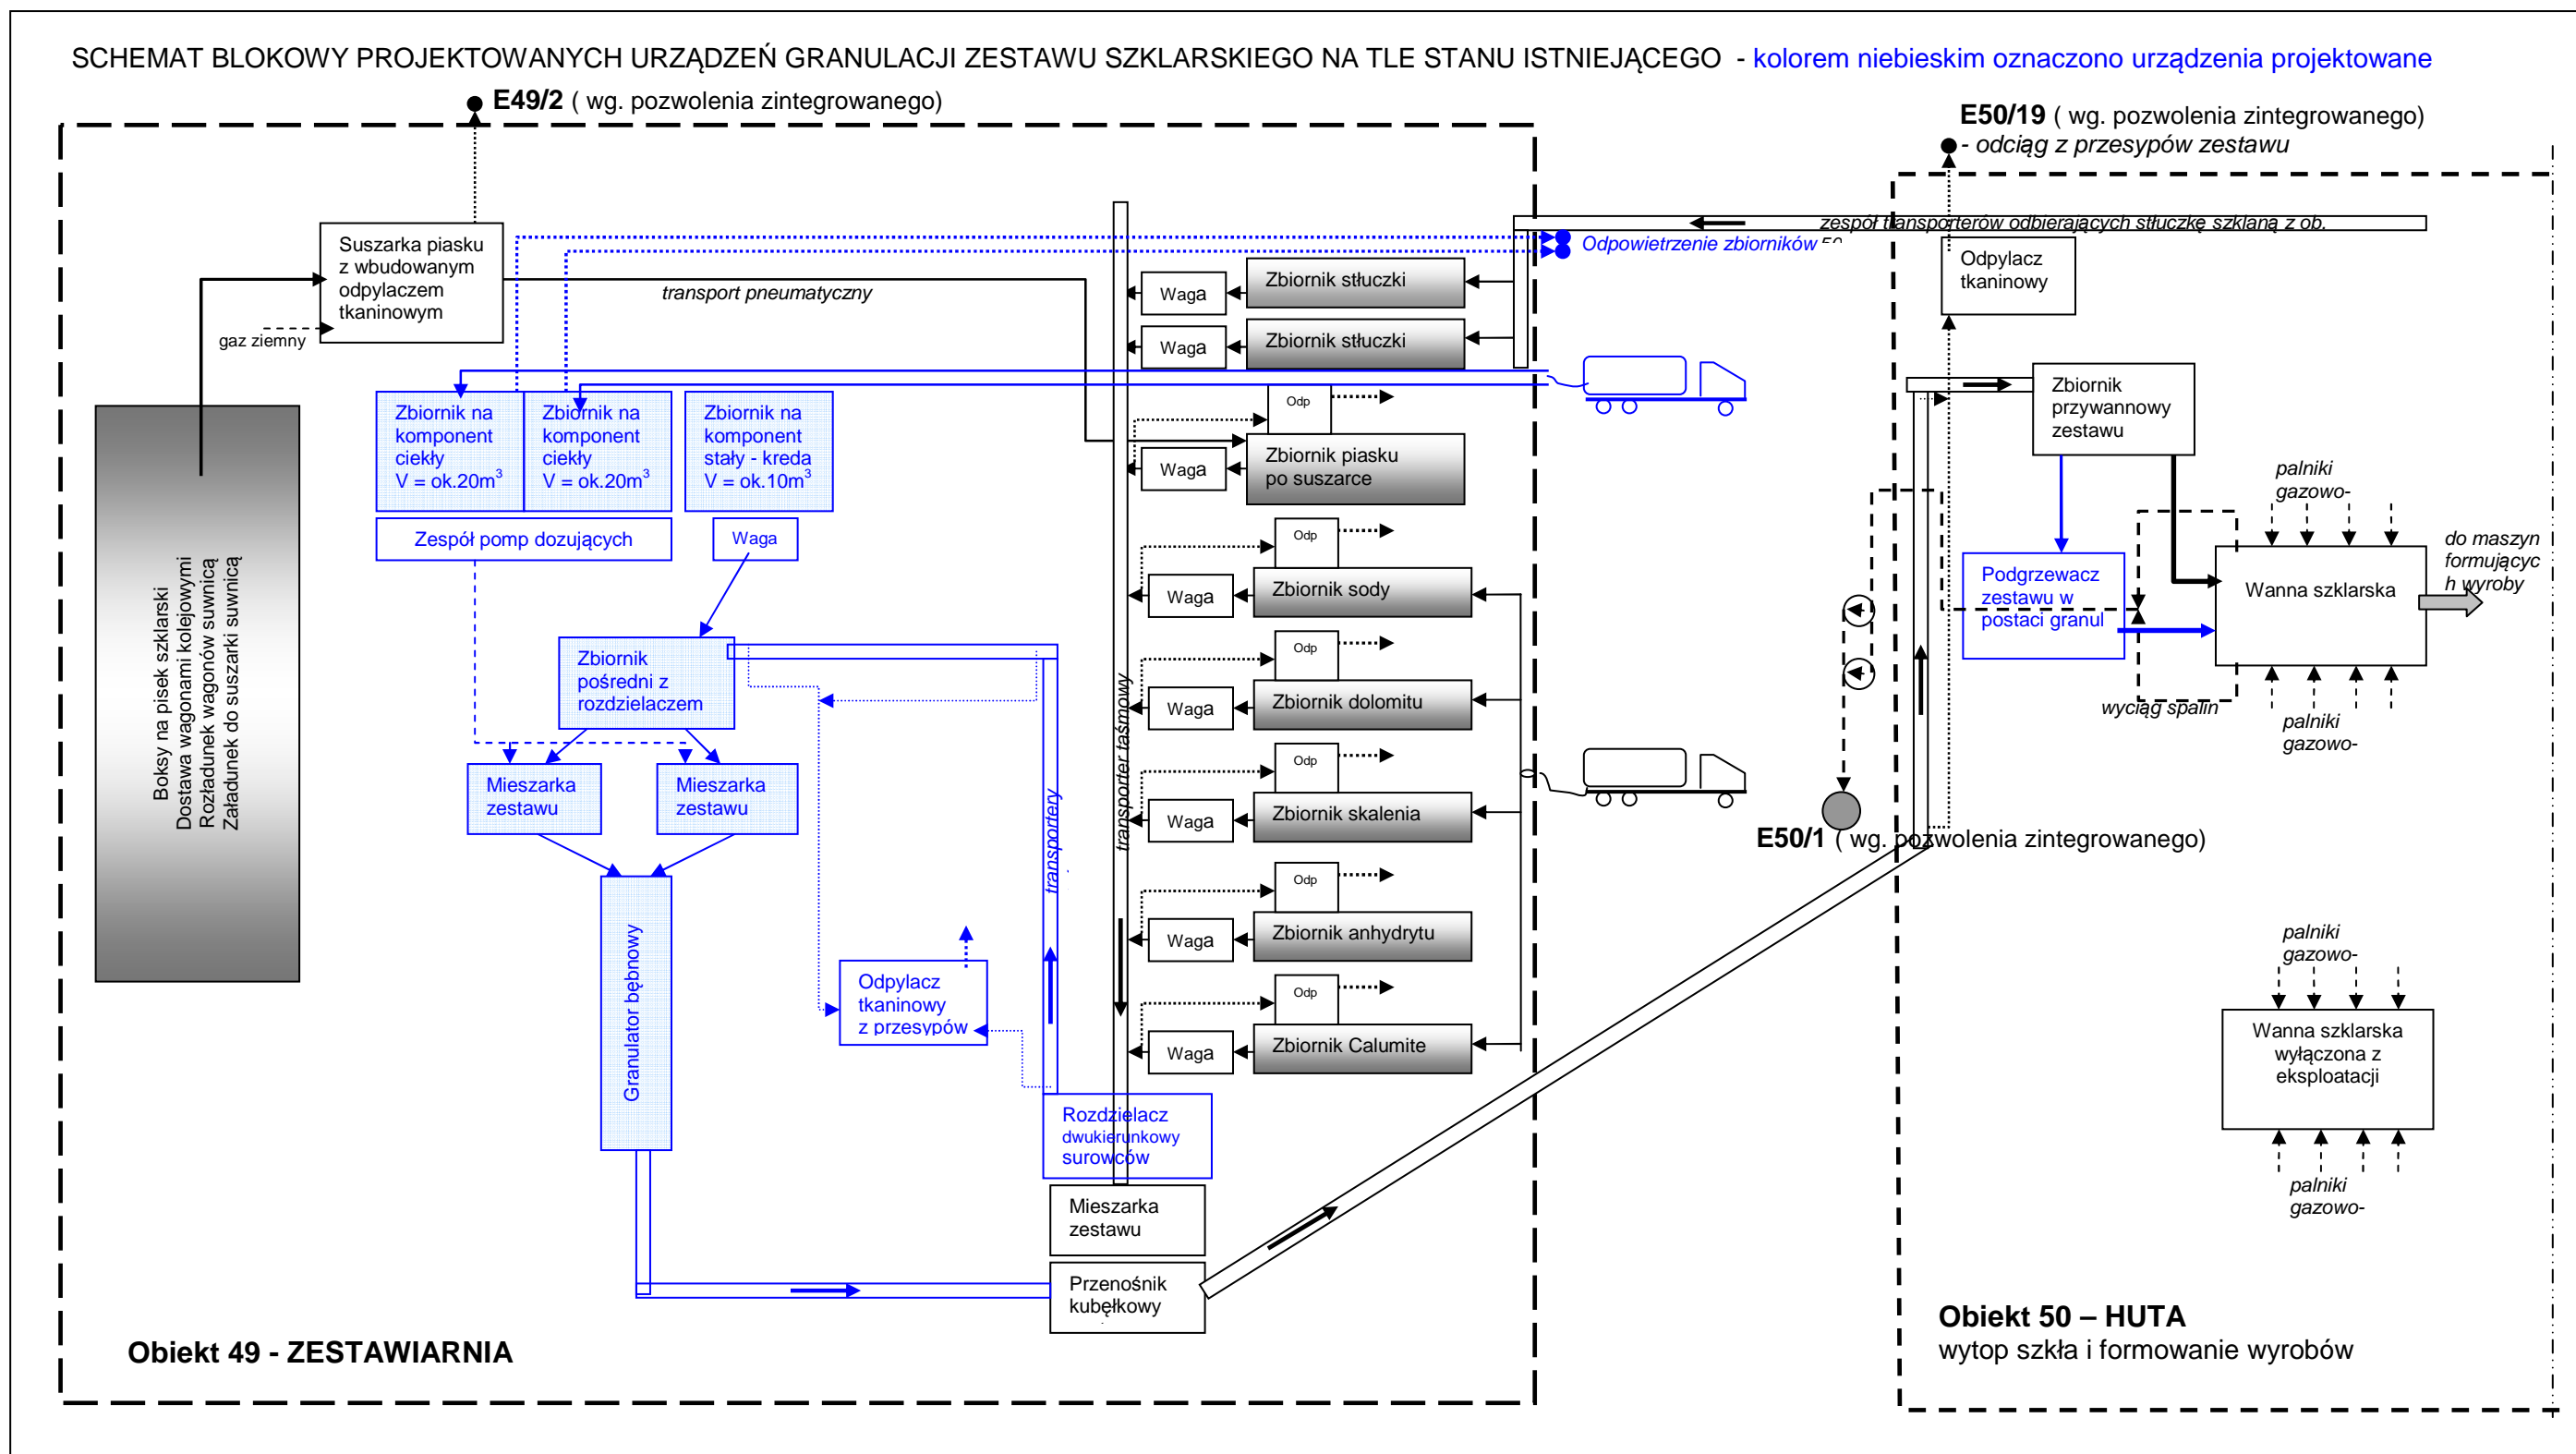 SCHEMAT BLOKOWY PROJEKTOWANYCH URZĄDZEŃ GRANULACJI ZESTAWU SZKLARSKIEGO NA TLE STANU ISTNIEJĄCEGO - kolorem niebieskim oznaczono urządzenia projektowane
E49/2 ( wg. pozwolenia zintegrowanego)
E50/19 ( wg. pozwolenia zintegrowanego)
- odciąg z przesypów zestawu
Suszarka piasku
z wbudowanym
odpylaczem
tkaninowym
gaz ziemny
transport pneumatyczny
zespół transporterów odbierających stłuczkę szklaną z ob.
Odpowietrzenie zbiorników
Waga
Zbiornik stłuczki
Waga
Zbiornik stłuczki
Odpylacz
tkaninowy
Boksy na pisek szklarski
Dostawa wagonami kolejowymi
Rozładunek wagonów suwnicą
Załadunek do suszarki suwnicą
Zbiornik na
komponent
ciekły
V = ok.20m³
Zbiornik na
komponent
ciekły
V = ok.20m³
Zbiornik na
komponent
stały - kreda
V = ok.10m³
Zespół pomp dozujących
Waga
Odp
Waga
Zbiornik piasku
po suszarce
Zbiornik
przywannowy
zestawu
palniki
gazowo-
Odp
Waga
Zbiornik sody
Podgrzewacz
zestawu w
postaci granul
Wanna szklarska
do maszyn
formującyc
h wyroby
Zbiornik
pośredni z
rozdzielaczem
Odp
Waga
Zbiornik dolomitu
transporter taśmowy
wyciąg spalin
palniki
gazowo-
Mieszarka
zestawu
Mieszarka
zestawu
transportery
Odp
Waga
Zbiornik skalenia
E50/1 ( wg. pozwolenia zintegrowanego)
Granulator bębnowy
Odpylacz
tkaninowy
z przesypów
Odp
Waga
Zbiornik anhydrytu
palniki
gazowo-
Odp
Waga
Zbiornik Calumite
Wanna szklarska
wyłączona z
eksploatacji
Rozdzielacz
dwukierunkowy
surowców
palniki
gazowo-
Mieszarka
zestawu
Przenośnik
kubełkowy
Obiekt 49 - ZESTAWIARNIA
Obiekt 50 – HUTA
wytop szkła i formowanie wyrobów